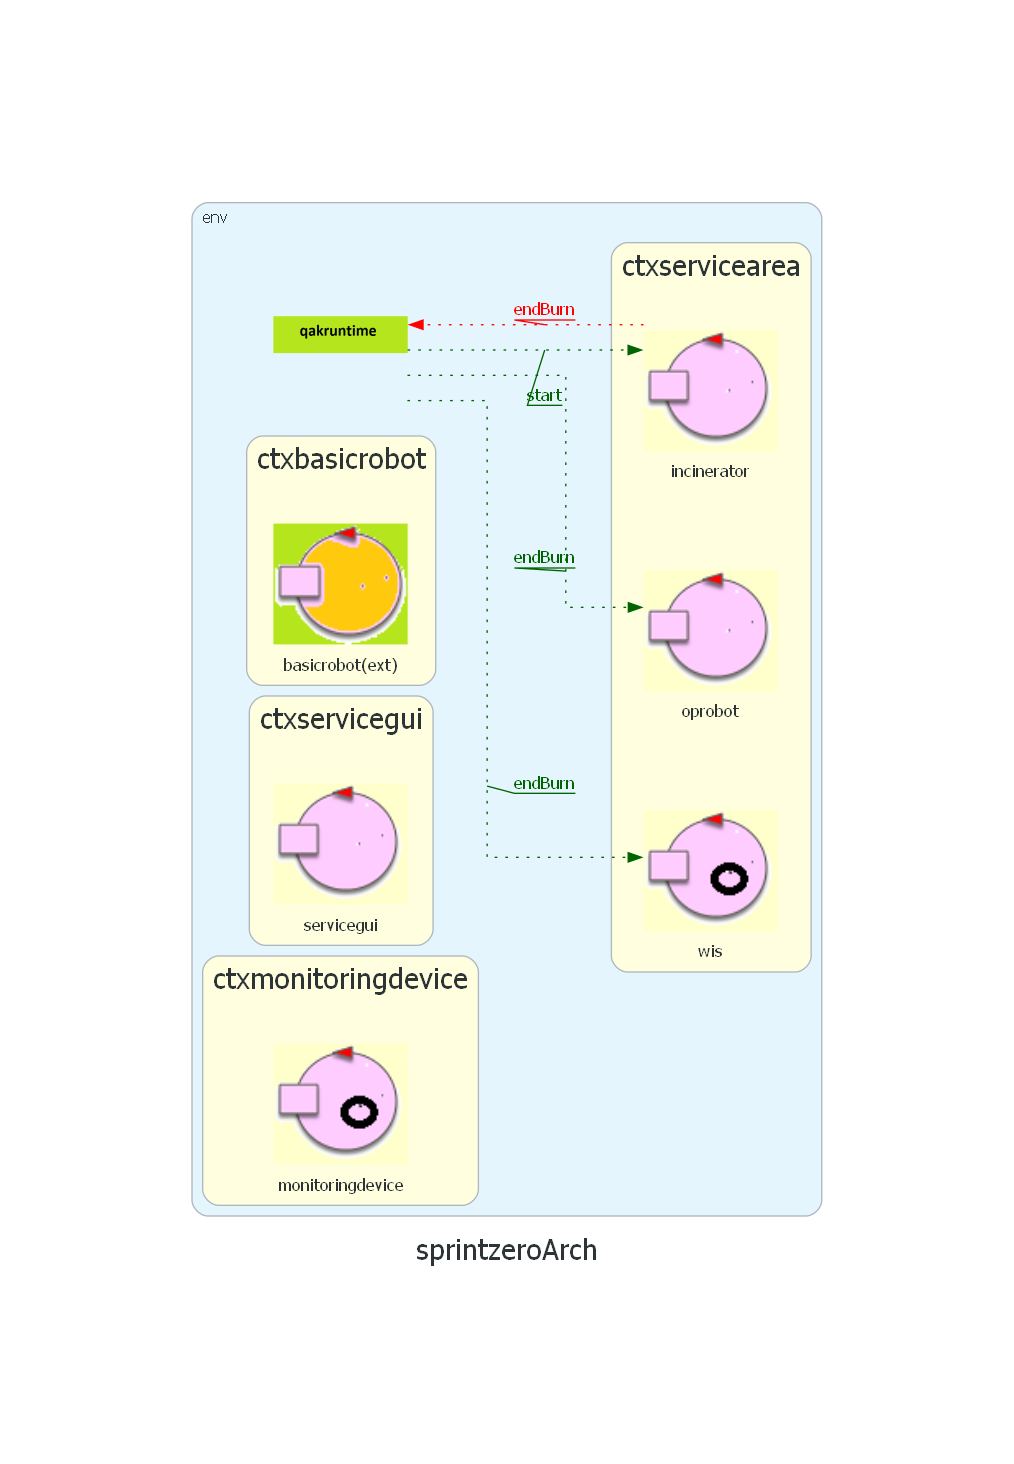 env
ctxservicearea
endBurn
qakruntime
start
ctxbasicrobot
incinerator
endBurn
basicrobot(ext)
oprobot
ctxservicegui
endBurn
servicegui
wis
ctxmonitoringdevice
monitoringdevice
sprintzeroArch